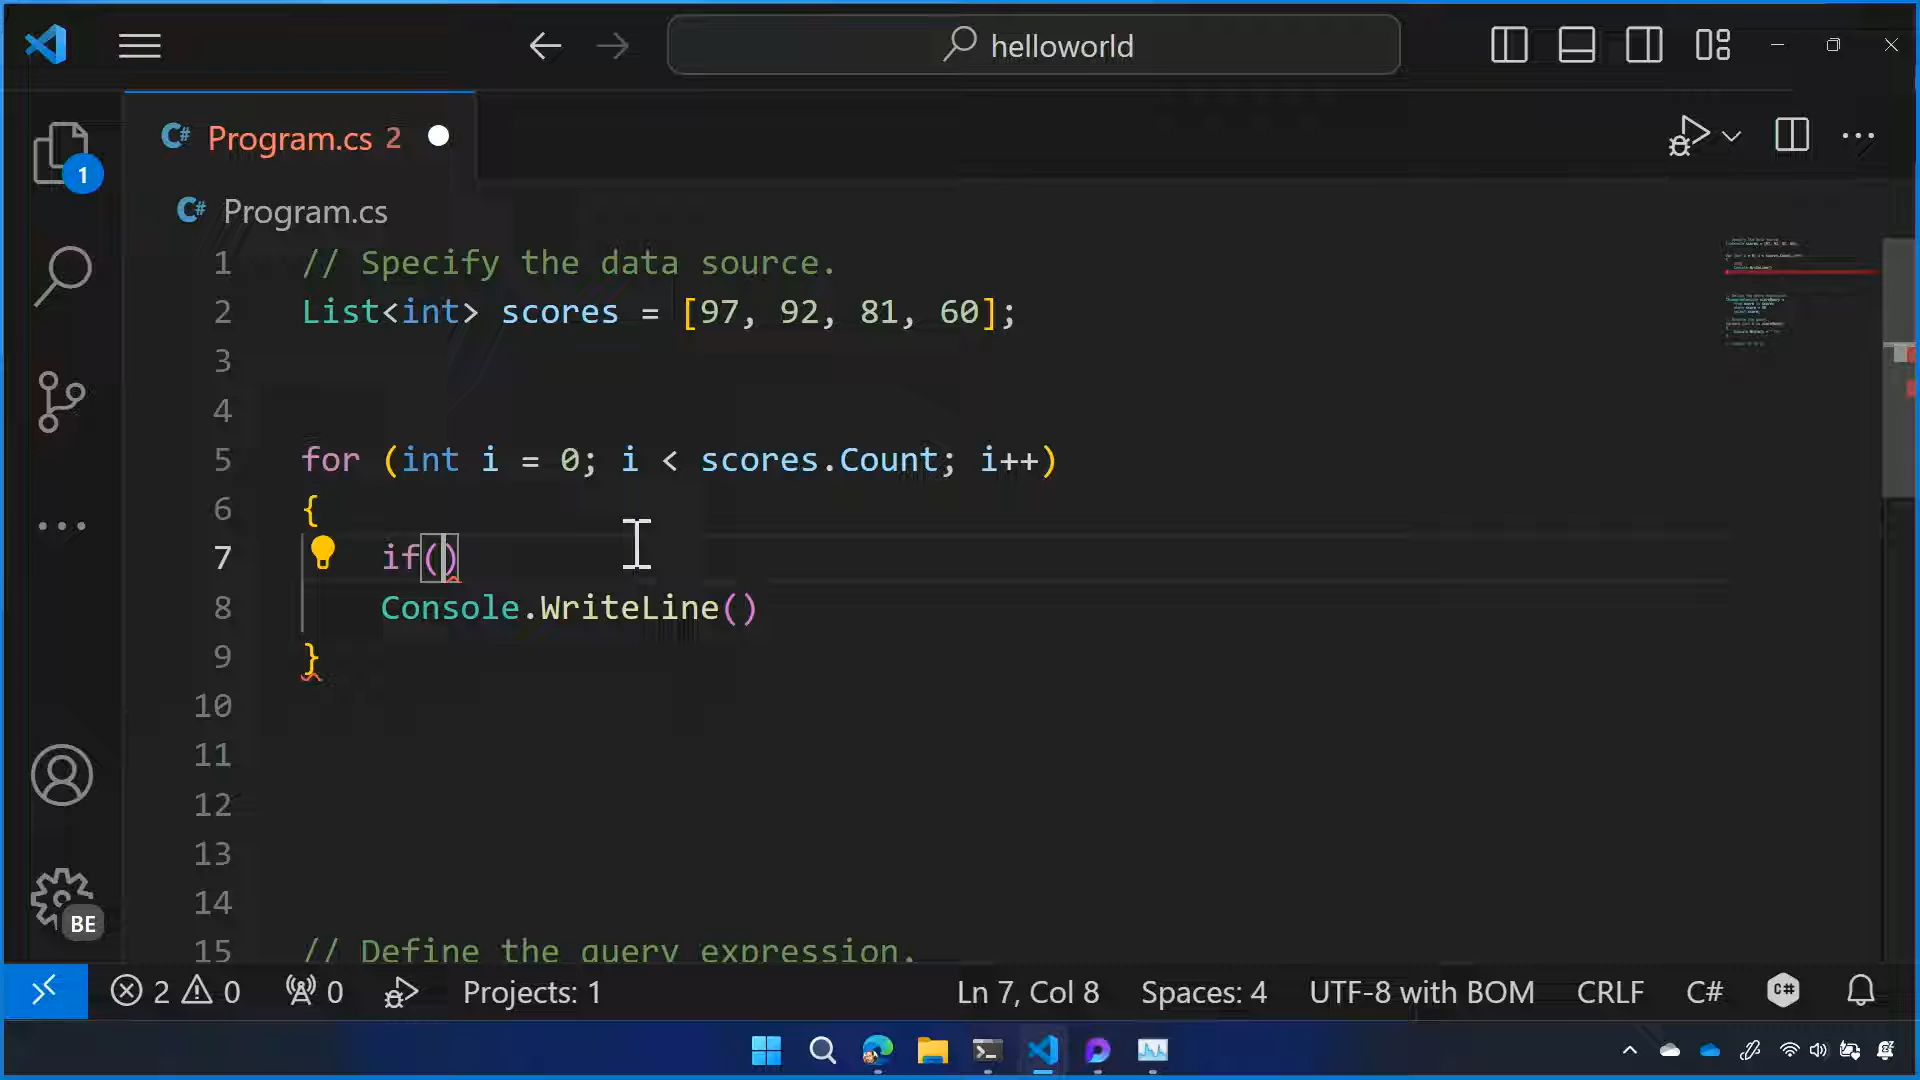 helloworld
Program.cs 2
1
Program.cs
1 // Specify the data source.
2 List<int> scores = [97, 92, 81, 60];
3
4
5 for (int i = 0; i < scores.Count; i++)
6 {
7 if()
8 Console.WriteLine()
9 }
10
11
12
13
14
15 // Define the query expression.
BE
2 0 0 Projects: 1 Ln 7, Col 8 Spaces: 4 UTF-8 with BOM CRLF C#